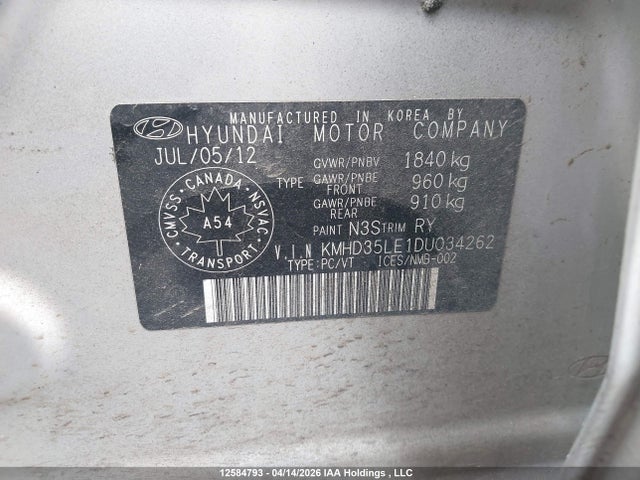 MANUFACTURED IN KOREA BY
HYUNDAI MOTOR COMPANY
JUL/05/12
GVWR/PNBV 1840 kg
TYPE GAWR/PNBE FRONT 960 kg
GAWR/PNBE REAR 910 kg
PAINT N3S TRIM RY
V.I.N KMHD35LE1DU034262
TYPE:PC/VT ICES/NMB-002
CMVSS - CANADA - NSVAC
A54
TRANSPORT
12584793 - 04/14/2026 IAA Holdings , LLC